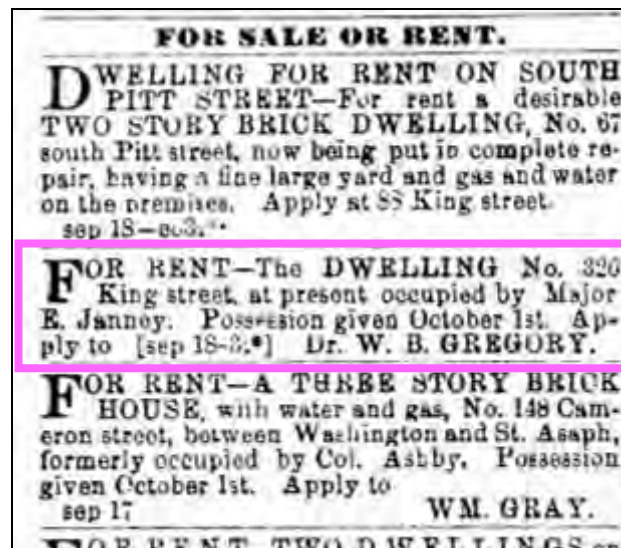 FOR SALE OR RENT.
DWELLING FOR RENT ON SOUTH
PITT STREET—For rent a desirable
TWO STORY BRICK DWELLING, No. 67
south Pitt street, now being put in complete re-
pair, having a fine large yard and gas and water
on the premises. Apply at 88 King street.
sep 18—
FOR RENT—The DWELLING No. 320
King street, at present occupied by Major
E. Janney. Possession given October 1st. Ap-
ply to [sep 18-3.*] Dr. W. B. GREGORY.
FOR RENT—A THREE STORY BRICK
HOUSE, with water and gas, No. 148 Cam-
eron street, between Washington and St. Asaph,
formerly occupied by Col. Ashby. Possession
given October 1st. Apply to
sep 17 WM. GRAY.
FOR RENT TWO DWELLINGS